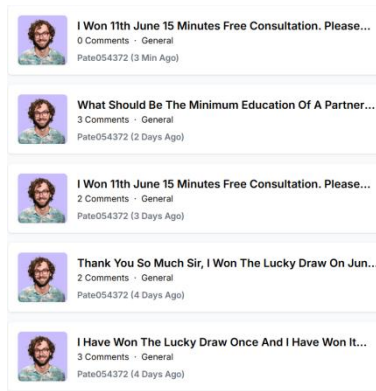 I Won 11th June 15 Minutes Free Consultation. Please...
0 Comments · General
Pate054372 (3 Min Ago)
What Should Be The Minimum Education Of A Partner...
3 Comments · General
Pate054372 (2 Days Ago)
I Won 11th June 15 Minutes Free Consultation. Please...
2 Comments · General
Pate054372 (3 Days Ago)
Thank You So Much Sir, I Won The Lucky Draw On Jun...
2 Comments · General
Pate054372 (4 Days Ago)
I Have Won The Lucky Draw Once And I Have Won It...
3 Comments · General
Pate054372 (4 Days Ago)